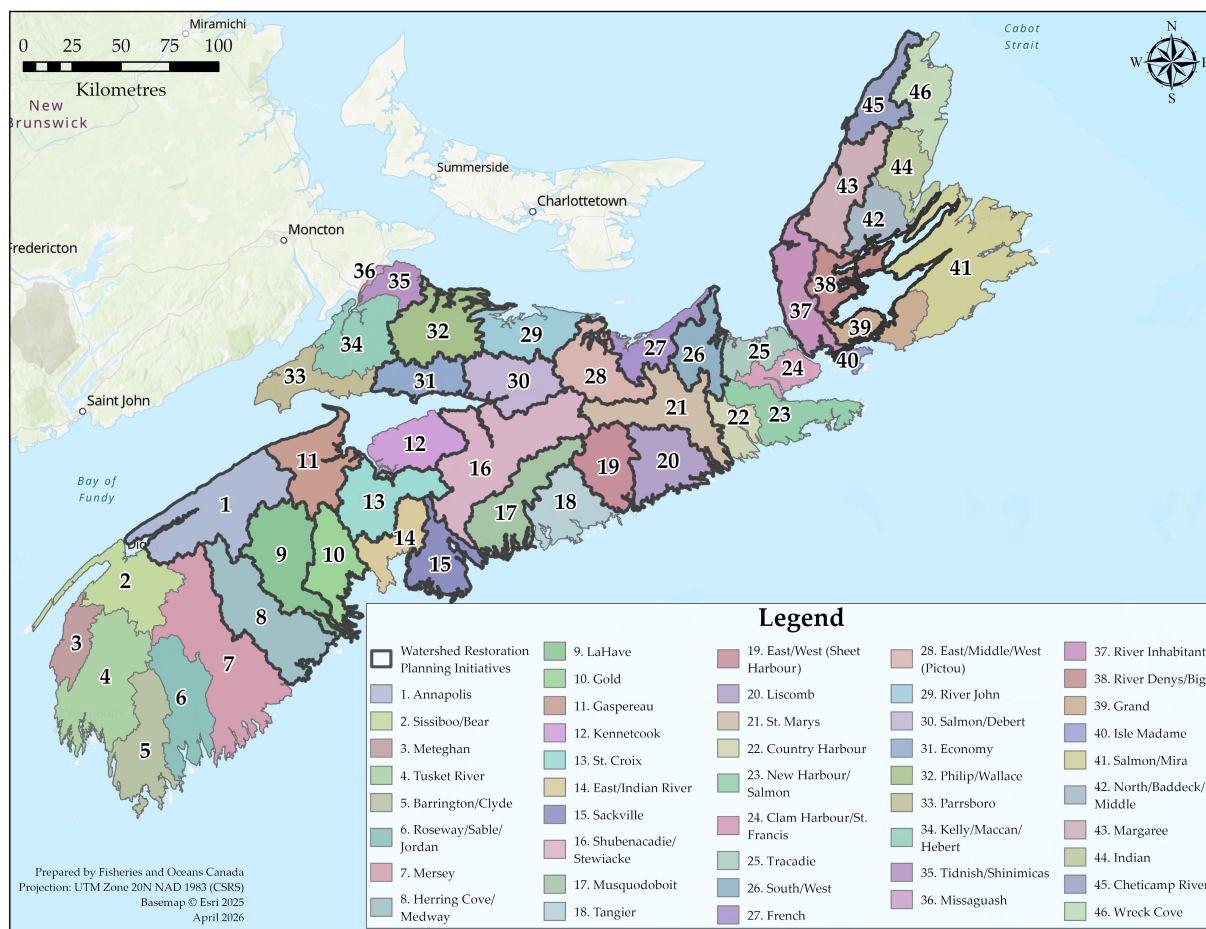 Miramichi
0 25 50 75 100
Kilometres
New
Brunswick
Cabot
Strait
N
W
E
S
Summerside
Charlottetown
Moncton
Fredericton
Saint John
Bay of
Fundy
46
45
44
43
42
41
38
37
39
40
36
35
32
29
34
33
31
30
28
27
26
25
24
21
22
23
12
11
16
19
20
13
1
14
17
18
9
10
15
2
8
3
4
7
6
5
Legend
Watershed Restoration
Planning Initiatives
1. Annapolis
2. Sissiboo/Bear
3. Meteghan
4. Tusket River
5. Barrington/Clyde
6. Roseway/Sable/
Jordan
7. Mersey
8. Herring Cove/
Medway
9. LaHave
10. Gold
11. Gaspereau
12. Kennetcook
13. St. Croix
14. East/Indian River
15. Sackville
16. Shubenacadie/
Stewiacke
17. Musquodoboit
18. Tangier
19. East/West (Sheet
Harbour)
20. Liscomb
21. St. Marys
22. Country Harbour
23. New Harbour/
Salmon
24. Clam Harbour/St.
Francis
25. Tracadie
26. South/West
27. French
28. East/Middle/West
(Pictou)
29. River John
30. Salmon/Debert
31. Economy
32. Philip/Wallace
33. Parrsboro
34. Kelly/Maccan/
Hebert
35. Tidnish/Shinimicas
36. Missaguash
37. River Inhabitant
38. River Denys/Big
39. Grand
40. Isle Madame
41. Salmon/Mira
42. North/Baddeck/
Middle
43. Margaree
44. Indian
45. Cheticamp River
46. Wreck Cove
Prepared by Fisheries and Oceans Canada
Projection: UTM Zone 20N NAD 1983 (CSRS)
Basemap © Esri 2025
April 2026